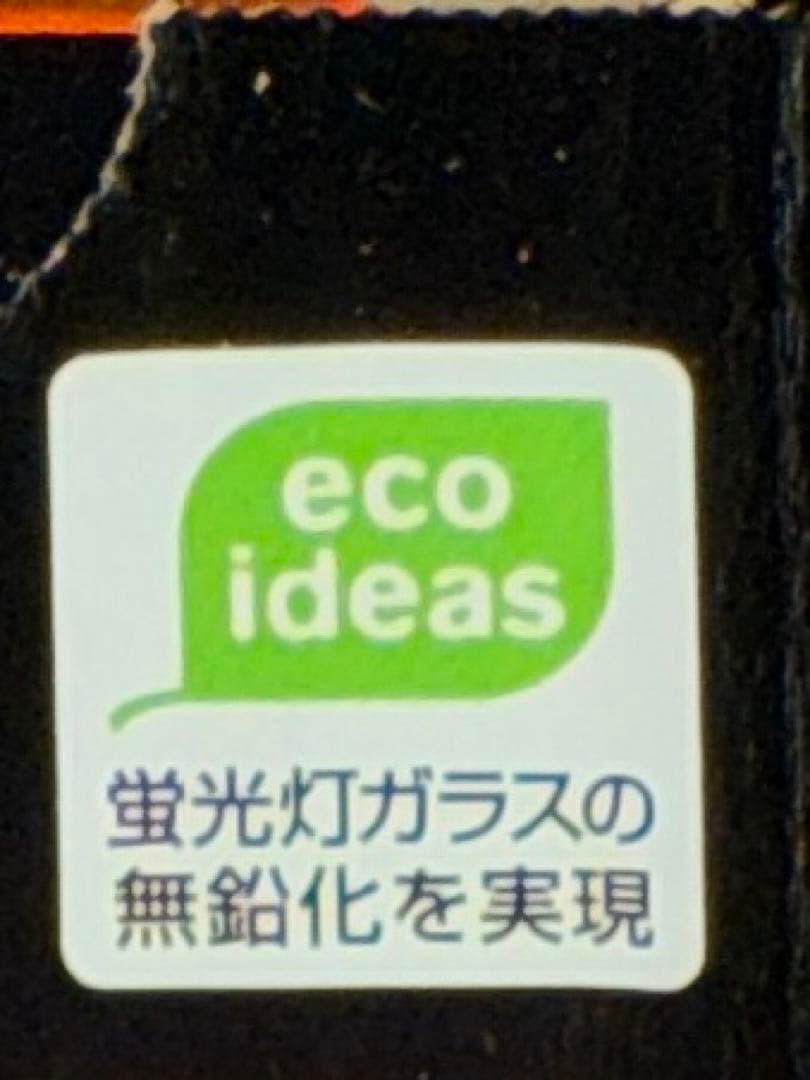 eco
ideas
蛍光灯ガラスの
無鉛化を実現